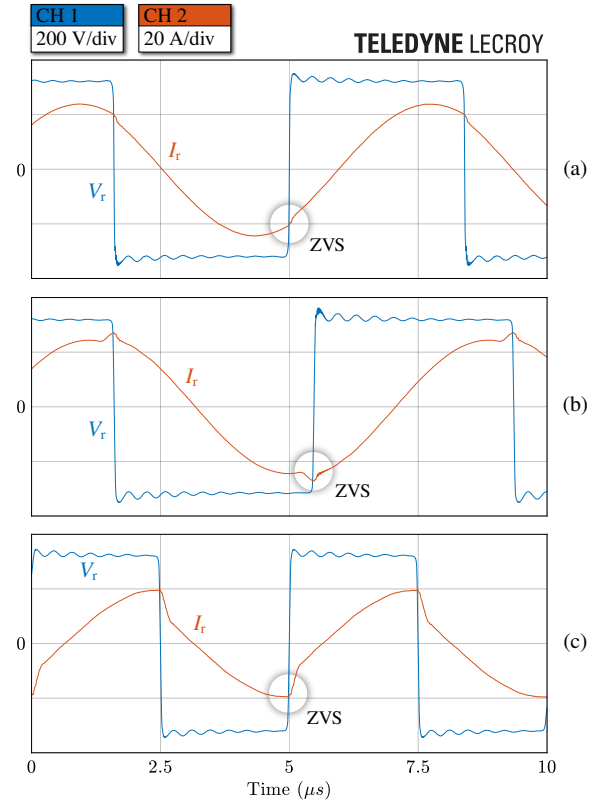 CH 1 CH 2
200 V/div 20 A/div TELEDYNE LECROY
Ir
0 (a)
Vr
ZVS
Ir
0 (b)
Vr
ZVS
Vr
Ir
0 (c)
ZVS
0 2.5 5 7.5 10
Time (μs)